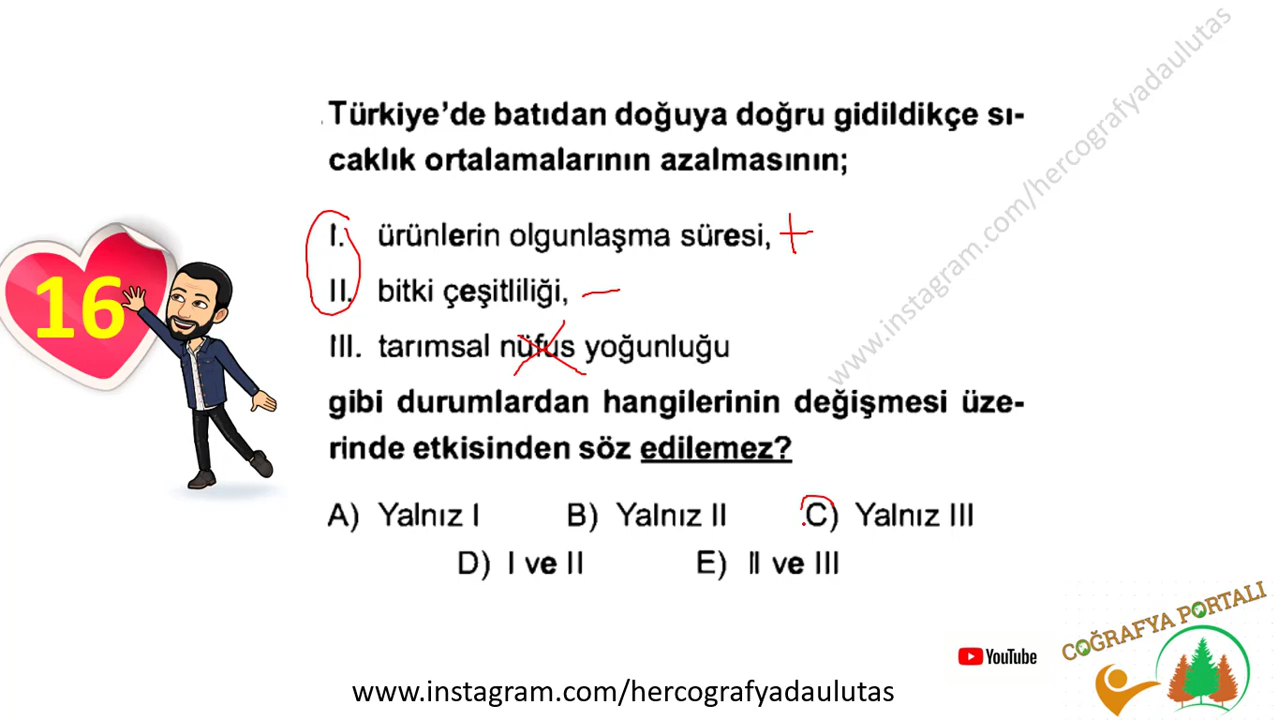 www.instagram.com/hercografyadaulutas
Türkiye'de batıdan doğuya doğru gidildikçe sı-
caklık ortalamalarının azalmasının;
I. ürünlerin olgunlaşma süresi, +
II. bitki çeşitliliği, –
III. tarımsal nüfus yoğunluğu
16
gibi durumlardan hangilerinin değişmesi üze-
rinde etkisinden söz edilemez?
A) Yalnız I B) Yalnız II C) Yalnız III
D) I ve II E) II ve III
COĞRAFYA PORTALI
YouTube
www.instagram.com/hercografyadaulutas